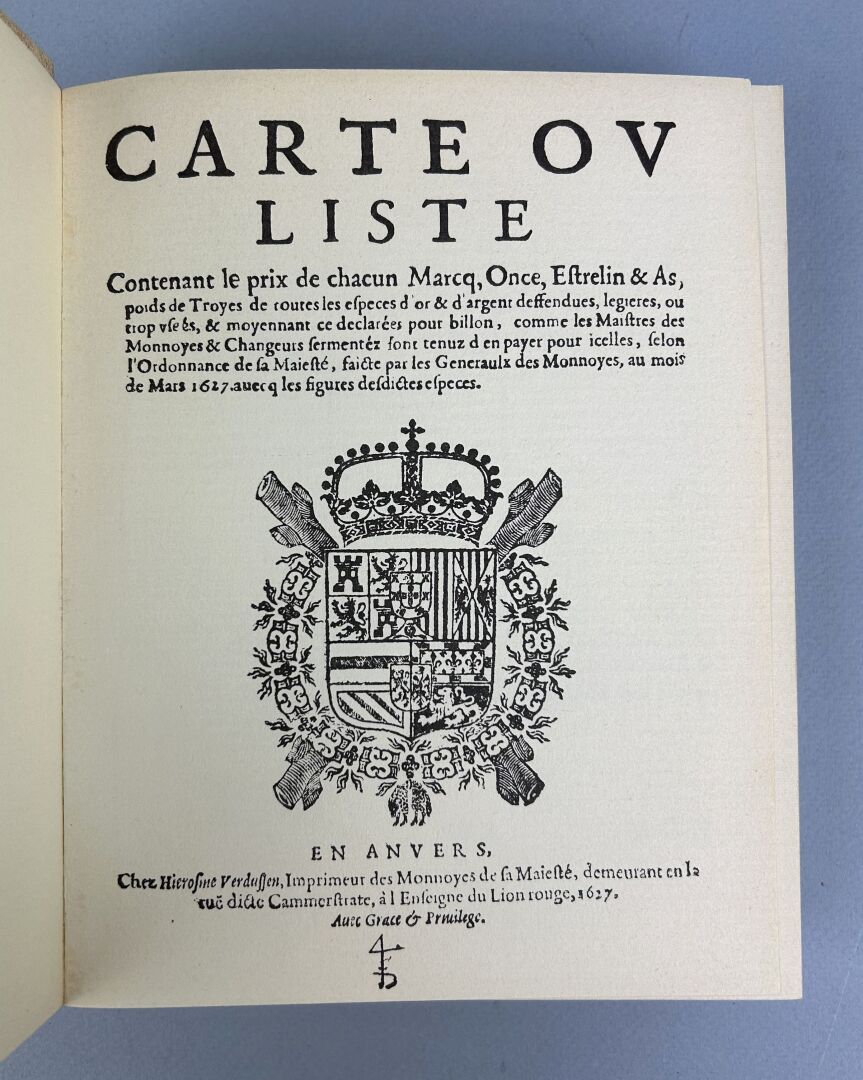 CARTE OV
LISTE
Contenant le prix de chacun Marcq, Once, Eſtrelin & As,
poids de Troyes de toutes les eſpeces d'or & d'argent deffendues, legieres, ou
trop vſeés, & moyennant ce declarées pour billon, comme les Maiſtres des
Monnoyes & Changeurs ſermentéz ſont tenuz d en payer pour icelles, ſelon
l'Ordonnance de ſa Maieſté, faicte par les Generaulx des Monnoyes, au mois
de Mars 1627. auecq les figures deſdictes eſpeces.
EN ANVERS,
Chez Hieroſme Verduſſen, Imprimeur des Monnoyes de ſa Maieſté, demeurant en la
ruë dicte Cammerſtrate, à l Enſeigne du Lion rouge, 1627.
Auec Grace & Priuilege.